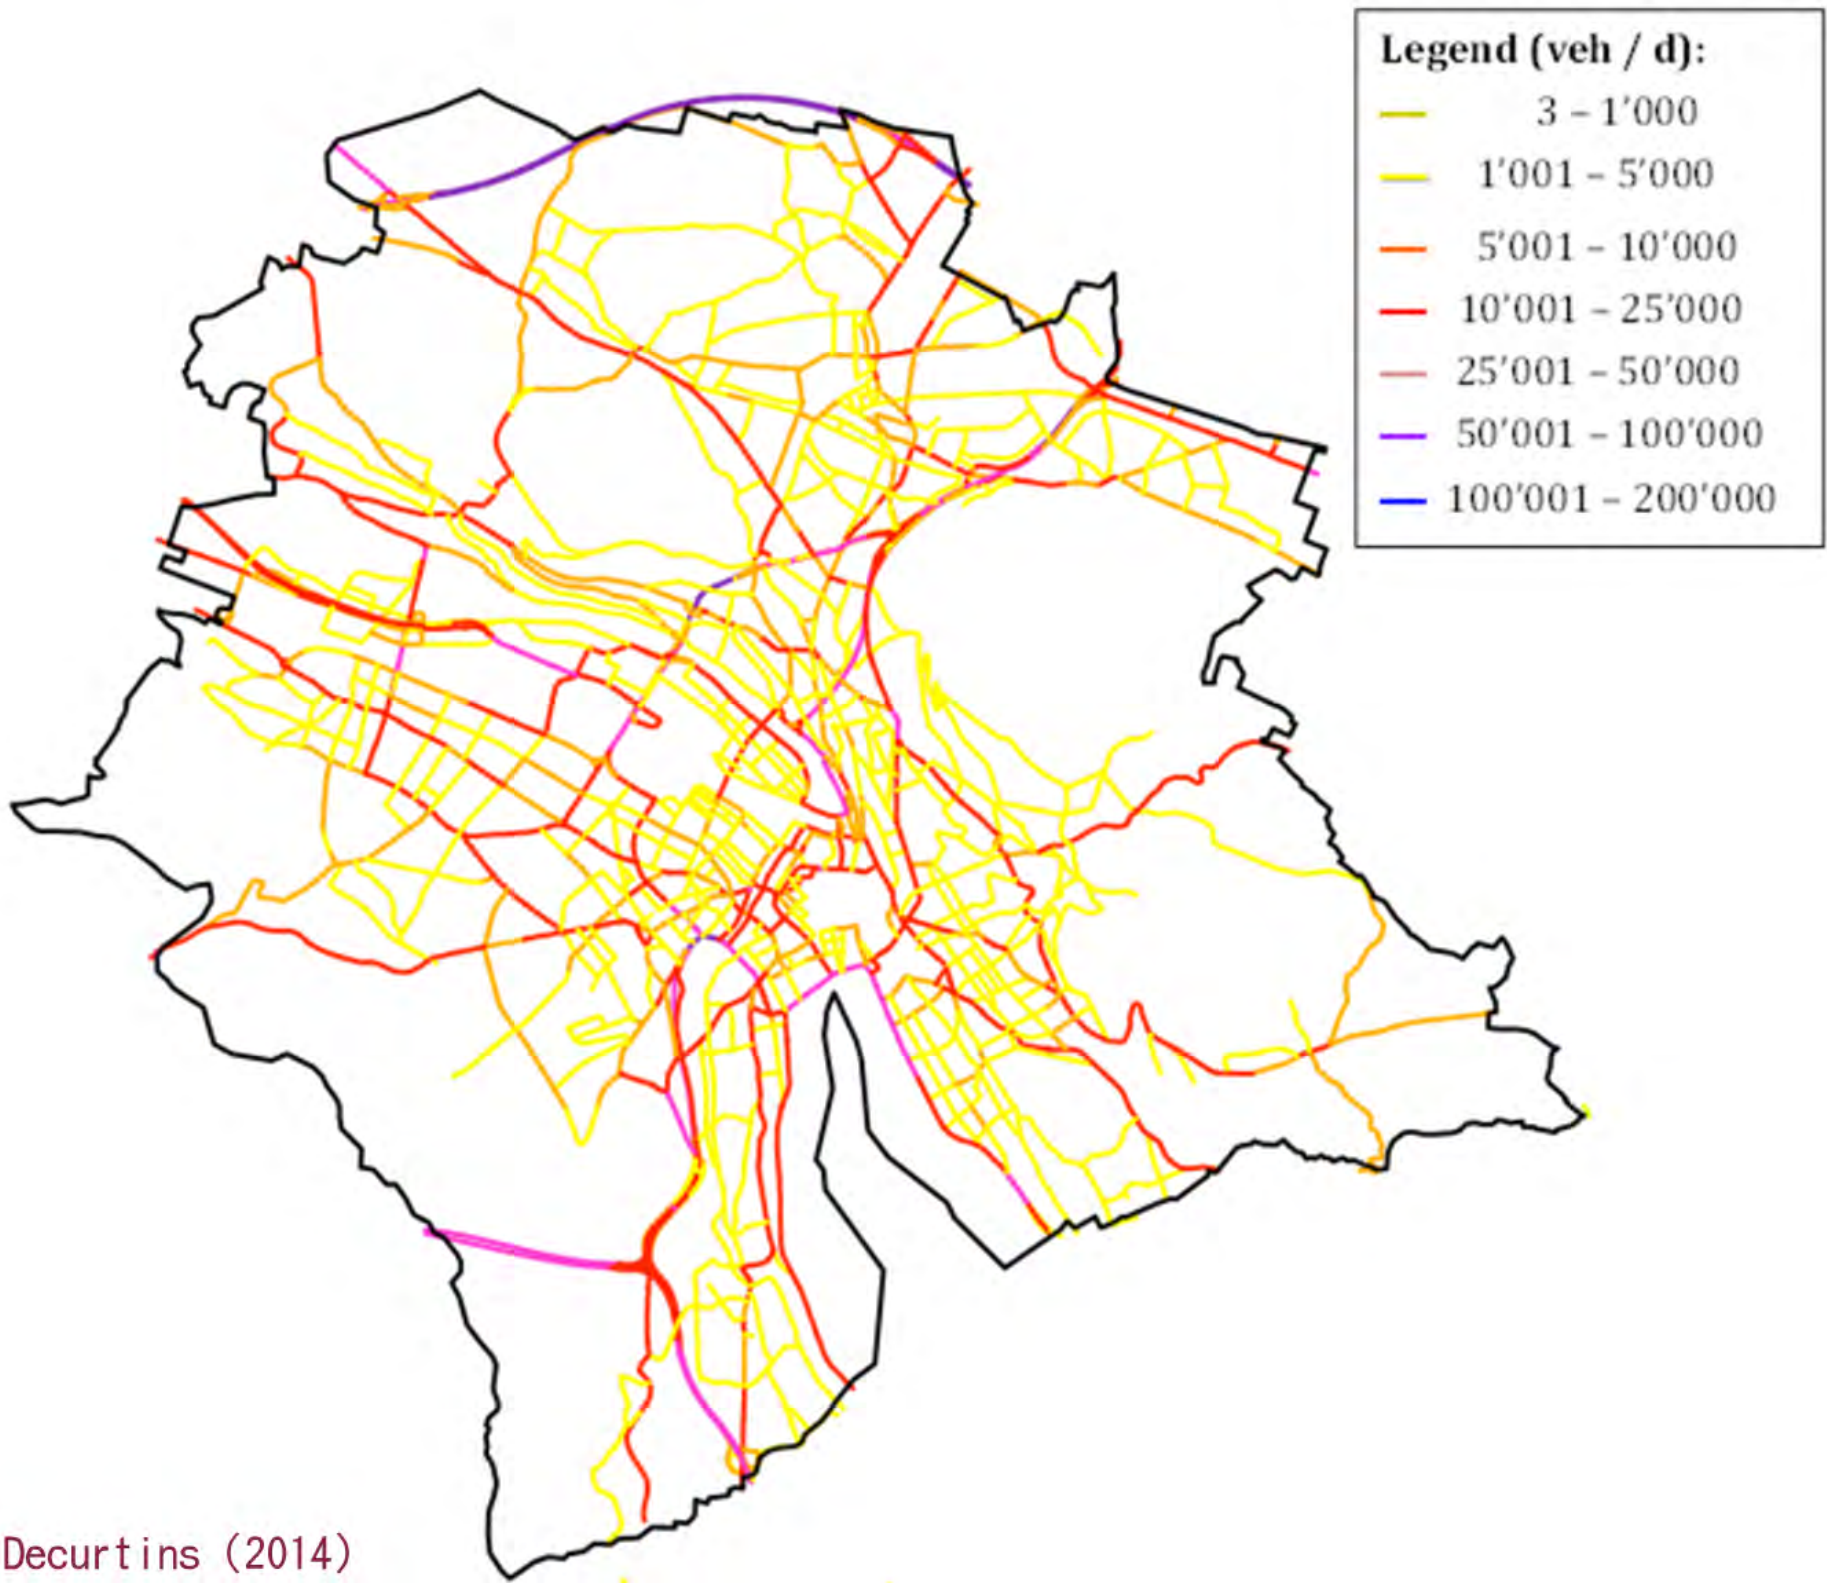 Legend (veh / d):
3 – 1'000
1'001 – 5'000
5'001 – 10'000
10'001 – 25'000
25'001 – 50'000
50'001 – 100'000
100'001 – 200'000
Decurtins (2014)